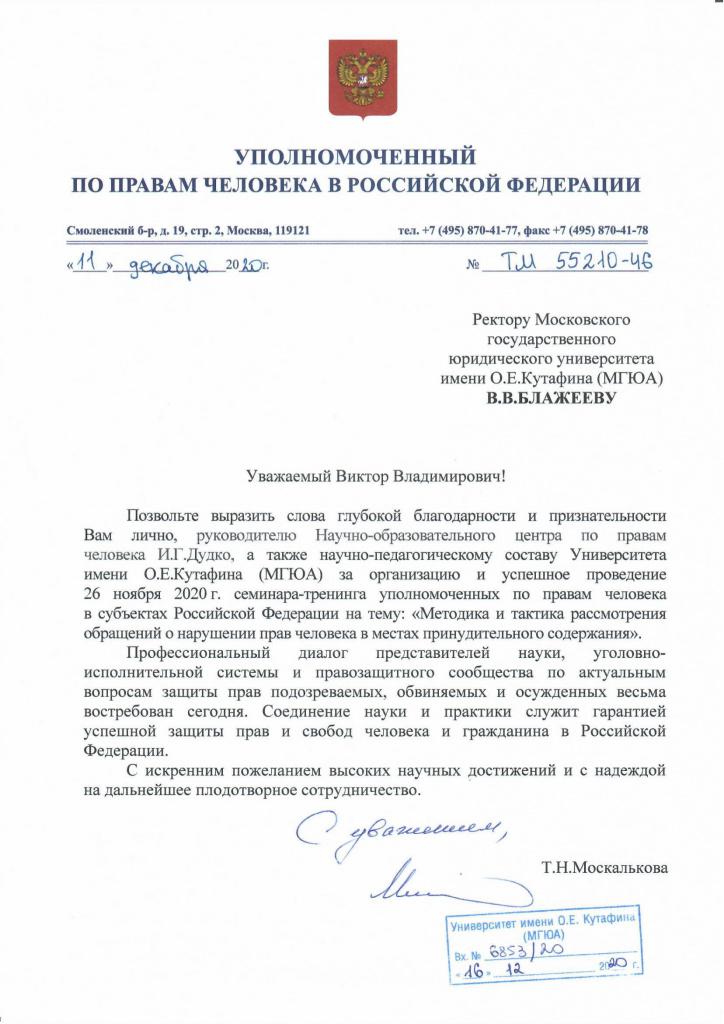 УПОЛНОМОЧЕННЫЙ
ПО ПРАВАМ ЧЕЛОВЕКА В РОССИЙСКОЙ ФЕДЕРАЦИИ
Смоленский б-р, д. 19, стр. 2, Москва, 119121 тел. +7 (495) 870-41-77, факс +7 (495) 870-41-78
«11» декабря 2020г. № ТМ 55210-46
Ректору Московского
государственного
юридического университета
имени О.Е.Кутафина (МГЮА)
В.В.БЛАЖЕЕВУ
Уважаемый Виктор Владимирович!
Позвольте выразить слова глубокой благодарности и признательности
Вам лично, руководителю Научно-образовательного центра по правам
человека И.Г.Дудко, а также научно-педагогическому составу Университета
имени О.Е.Кутафина (МГЮА) за организацию и успешное проведение
26 ноября 2020 г. семинара-тренинга уполномоченных по правам человека
в субъектах Российской Федерации на тему: «Методика и тактика рассмотрения
обращений о нарушении прав человека в местах принудительного содержания».
Профессиональный диалог представителей науки, уголовно-
исполнительной системы и правозащитного сообщества по актуальным
вопросам защиты прав подозреваемых, обвиняемых и осужденных весьма
востребован сегодня. Соединение науки и практики служит гарантией
успешной защиты прав и свобод человека и гражданина в Российской
Федерации.
С искренним пожеланием высоких научных достижений и с надеждой
на дальнейшее плодотворное сотрудничество.
С уважением,
Т.Н.Москалькова
Университет имени О.Е. Кутафина
(МГЮА)
Вх. № 6853/20
«16» 12 2020 г.